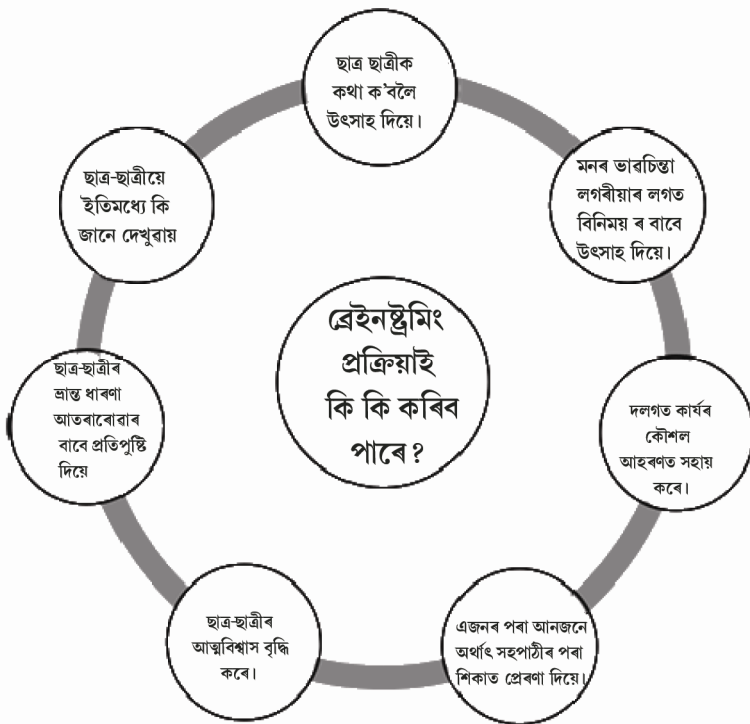 ছাত্ৰ ছাত্ৰীক
কথা ক'বলৈ
উৎসাহ দিয়ে।
মনৰ ভাৱচিন্তা
লগৰীয়াৰ লগত
বিনিময় ৰ বাবে
উৎসাহ দিয়ে।
দলগত কাৰ্যৰ
কৌশল
আহৰণত সহায়
কৰে।
এজনৰ পৰা আনজনে
অৰ্থাৎ সহপাঠীৰ পৰা
শিকাত প্ৰেৰণা দিয়ে।
ছাত্ৰ-ছাত্ৰীৰ
আত্মবিশ্বাস বৃদ্ধি
কৰে।
ছাত্ৰ-ছাত্ৰীৰ
ভ্ৰান্ত ধাৰণা
আতৰাৰোৱাৰ
বাবে প্ৰতিপুষ্টি
দিয়ে
ছাত্ৰ-ছাত্ৰীয়ে
ইতিমধ্যে কি
জানে দেখুৱায়
ব্ৰেইনষ্ট্ৰমিং
প্ৰক্ৰিয়াই
কি কি কৰিব
পাৰে?